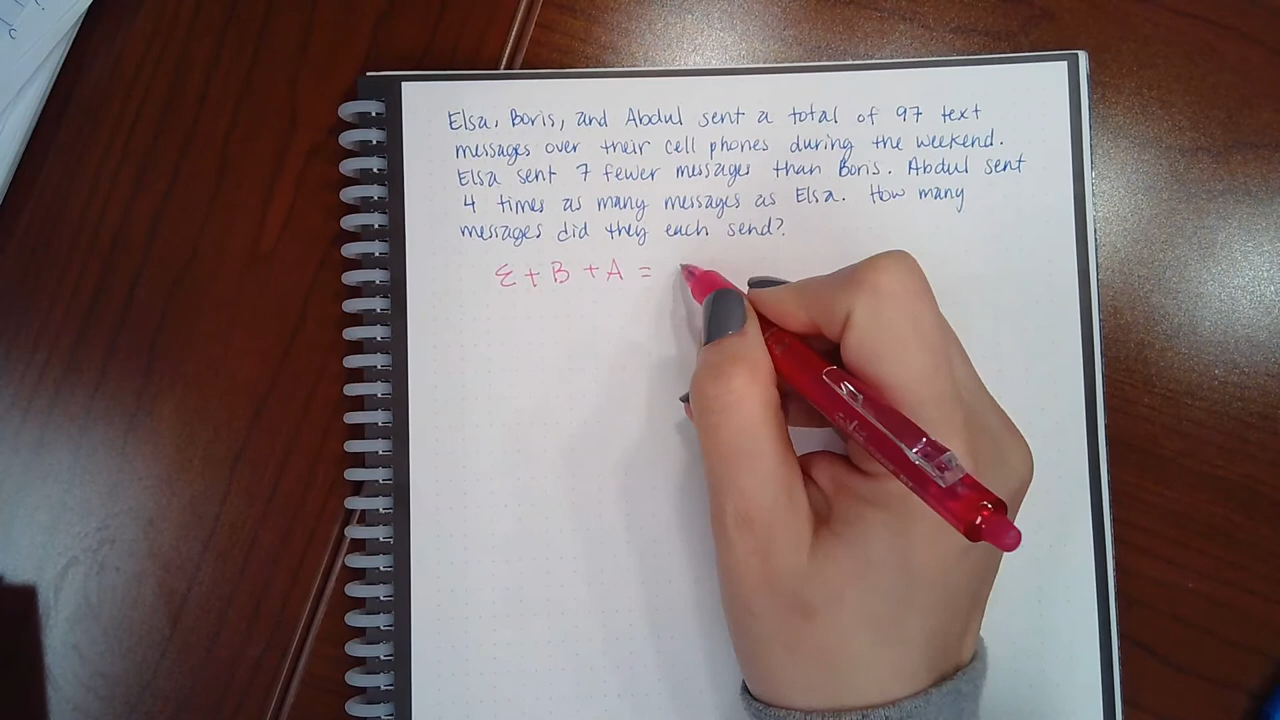 Elsa, Boris, and Abdul sent a total of 97 text
messages over their cell phones during the weekend.
Elsa sent 7 fewer messages than Boris. Abdul sent
4 times as many messages as Elsa. How many
messages did they each send?
E + B + A =